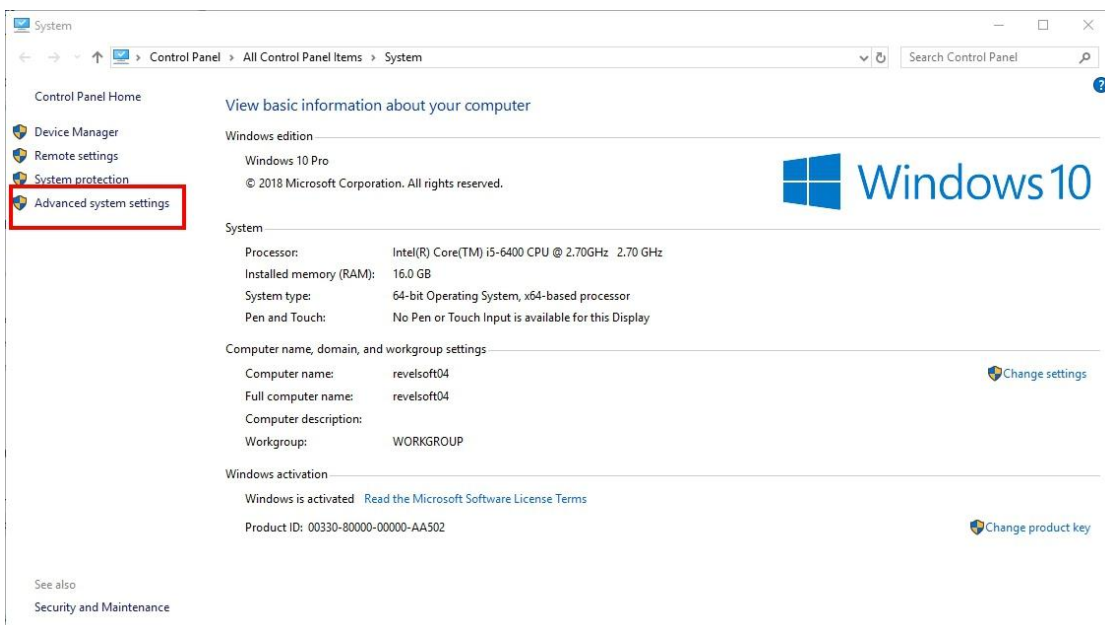 System
Control Panel > All Control Panel Items > System
Search Control Panel
Control Panel Home
Device Manager
Remote settings
System protection
Advanced system settings
See also
Security and Maintenance
?
View basic information about your computer
Windows edition
Windows 10 Pro
© 2018 Microsoft Corporation. All rights reserved.
Windows 10
System
Processor: Intel(R) Core(TM) i5-6400 CPU @ 2.70GHz 2.70 GHz
Installed memory (RAM): 16.0 GB
System type: 64-bit Operating System, x64-based processor
Pen and Touch: No Pen or Touch Input is available for this Display
Computer name, domain, and workgroup settings
Computer name: revelsoft04
Change settings
Full computer name: revelsoft04
Computer description:
Workgroup: WORKGROUP
Windows activation
Windows is activated Read the Microsoft Software License Terms
Product ID: 00330-80000-00000-AA502
Change product key